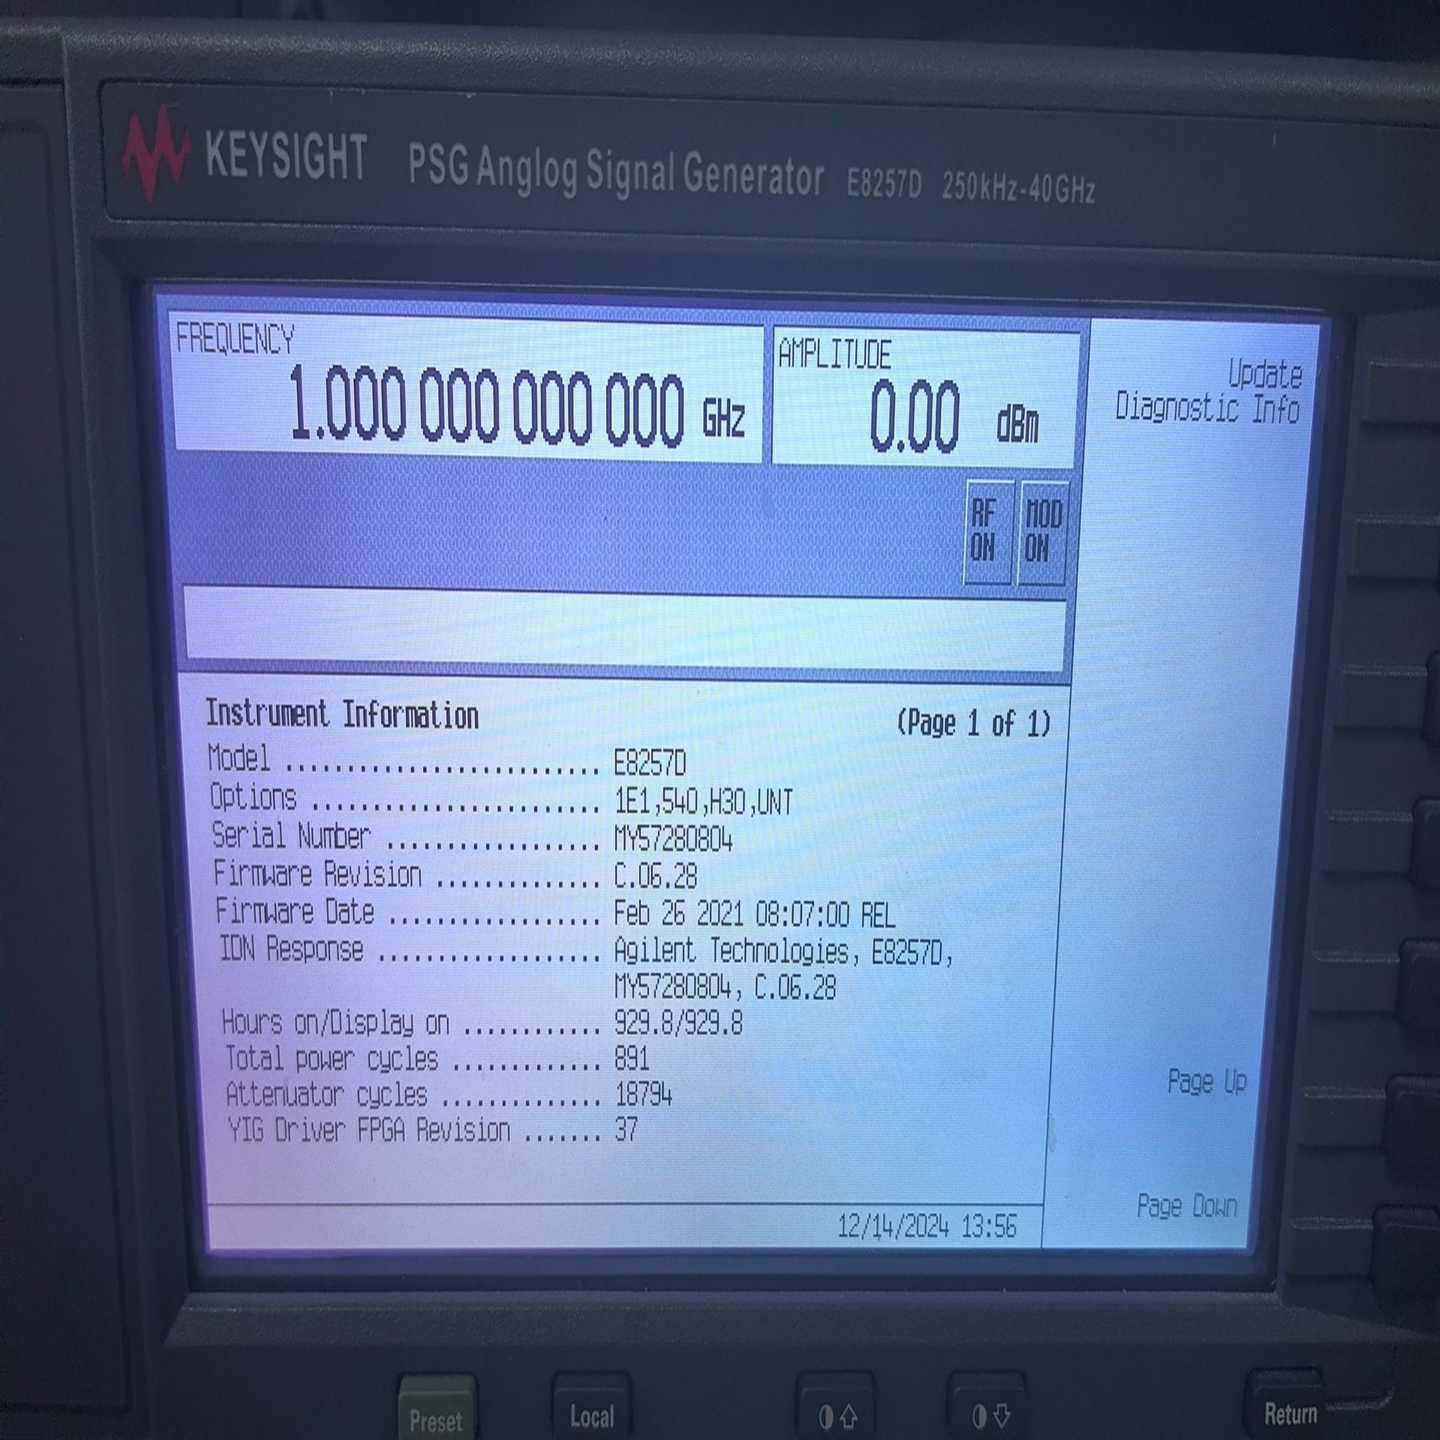 KEYSIGHT PSG Anglog Signal Generator E8257D 250kHz-40GHz
FREQUENCY
1.000 000 000 000 GHz
AMPLITUDE
0.00 dBm
Update
Diagnostic Info
RF
ON
MOD
ON
Instrument Information (Page 1 of 1)
Model .......................... E8257D
Options ........................ 1E1,540,H30,UNT
Serial Number .................. MY57280804
Firmware Revision .............. C.06.28
Firmware Date .................. Feb 26 2021 08:07:00 REL
IDN Response ................... Agilent Technologies, E8257D,
MY57280804, C.06.28
Hours on/Display on ............ 929.8/929.8
Total power cycles ............. 891
Attenuator cycles .............. 18794
YIG Driver FPGA Revision ....... 37
Page Up
Page Down
12/14/2024 13:56
Preset
Local
Return